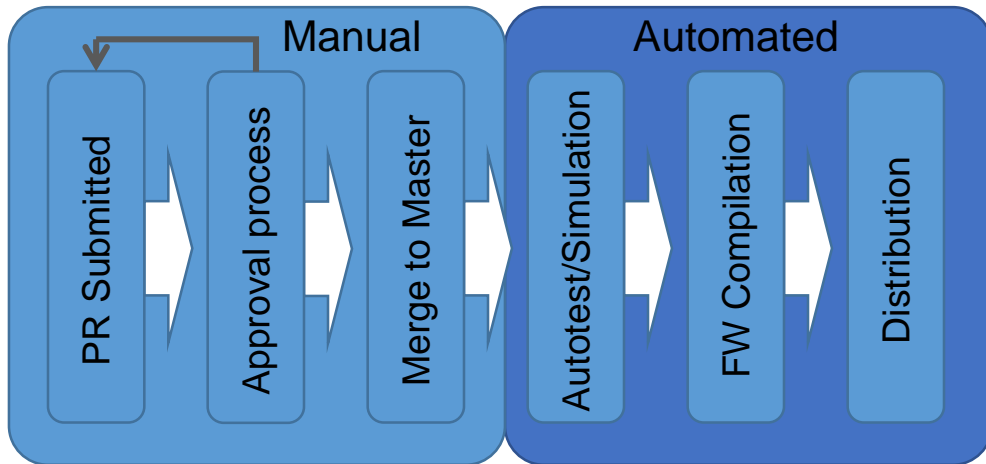 Manual
Automated
PR Submitted
Approval process
Merge to Master
Autotest/Simulation
FW Compilation
Distribution